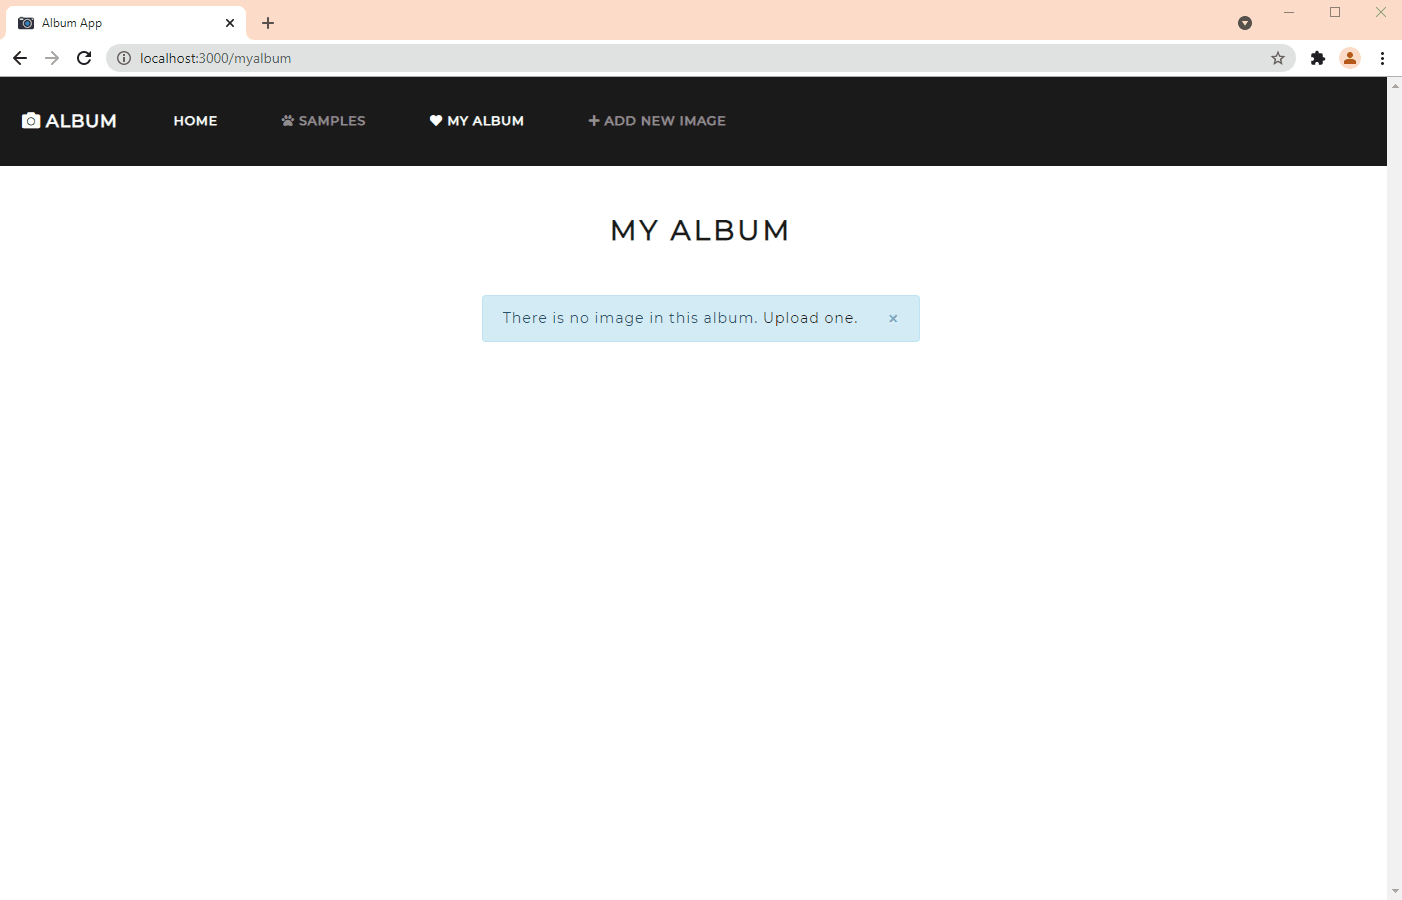 Album App
localhost:3000/myalbum
ALBUM HOME SAMPLES MY ALBUM ADD NEW IMAGE
MY ALBUM
There is no image in this album. Upload one. ×